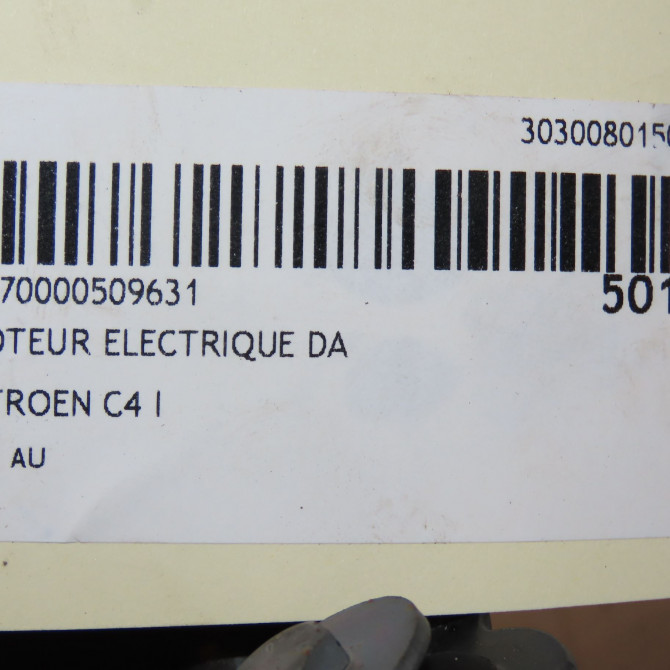 303008015
70000509631
501
OTEUR ELECTRIQUE DA
TROEN C4 I
AU